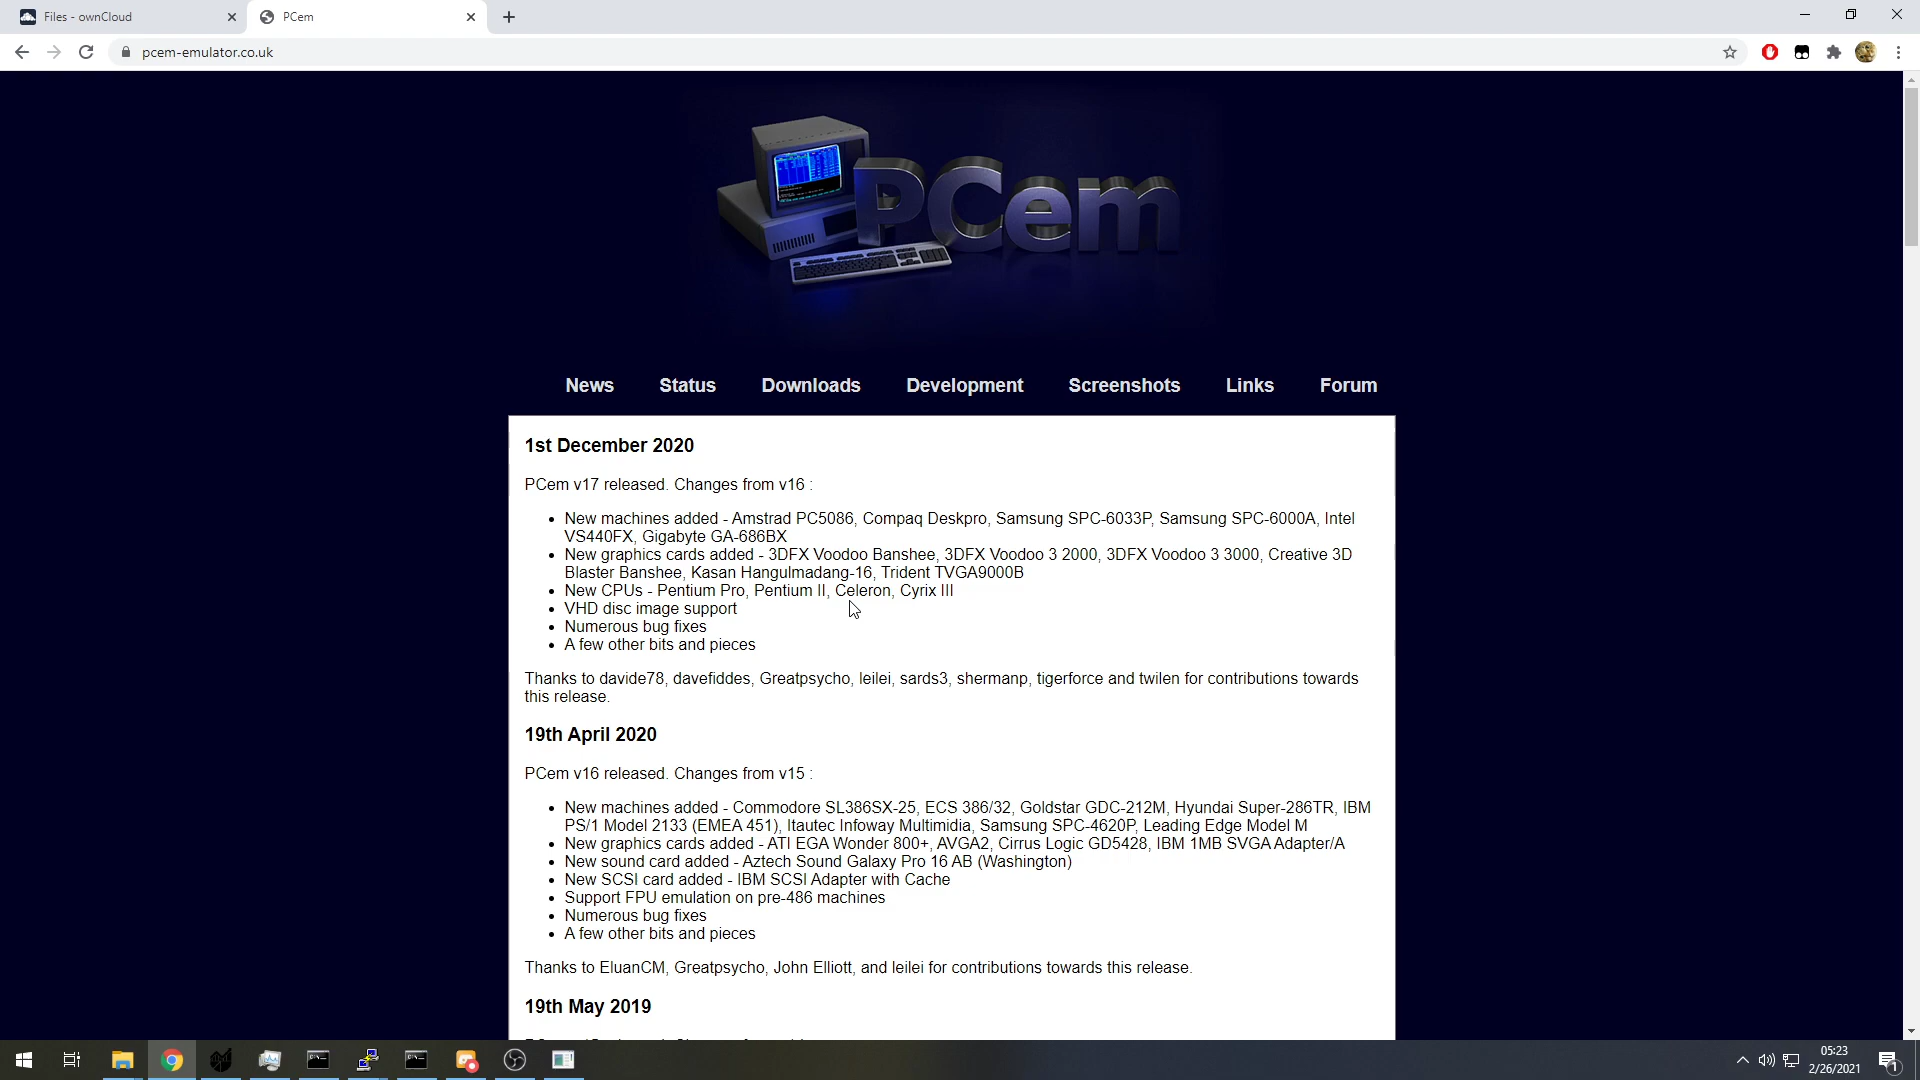 Files - ownCloud
PCem
pcem-emulator.co.uk
PCem
News Status Downloads Development Screenshots Links Forum
1st December 2020
PCem v17 released. Changes from v16 :
New machines added - Amstrad PC5086, Compaq Deskpro, Samsung SPC-6033P, Samsung SPC-6000A, Intel
VS440FX, Gigabyte GA-686BX
New graphics cards added - 3DFX Voodoo Banshee, 3DFX Voodoo 3 2000, 3DFX Voodoo 3 3000, Creative 3D
Blaster Banshee, Kasan Hangulmadang-16, Trident TVGA9000B
New CPUs - Pentium Pro, Pentium II, Celeron, Cyrix III
VHD disc image support
Numerous bug fixes
A few other bits and pieces
Thanks to davide78, davefiddes, Greatpsycho, leilei, sards3, shermanp, tigerforce and twilen for contributions towards
this release.
19th April 2020
PCem v16 released. Changes from v15 :
New machines added - Commodore SL386SX-25, ECS 386/32, Goldstar GDC-212M, Hyundai Super-286TR, IBM
PS/1 Model 2133 (EMEA 451), Itautec Infoway Multimidia, Samsung SPC-4620P, Leading Edge Model M
New graphics cards added - ATI EGA Wonder 800+, AVGA2, Cirrus Logic GD5428, IBM 1MB SVGA Adapter/A
New sound card added - Aztech Sound Galaxy Pro 16 AB (Washington)
New SCSI card added - IBM SCSI Adapter with Cache
Support FPU emulation on pre-486 machines
Numerous bug fixes
A few other bits and pieces
Thanks to EluanCM, Greatpsycho, John Elliott, and leilei for contributions towards this release.
19th May 2019
05:23
2/26/2021
1